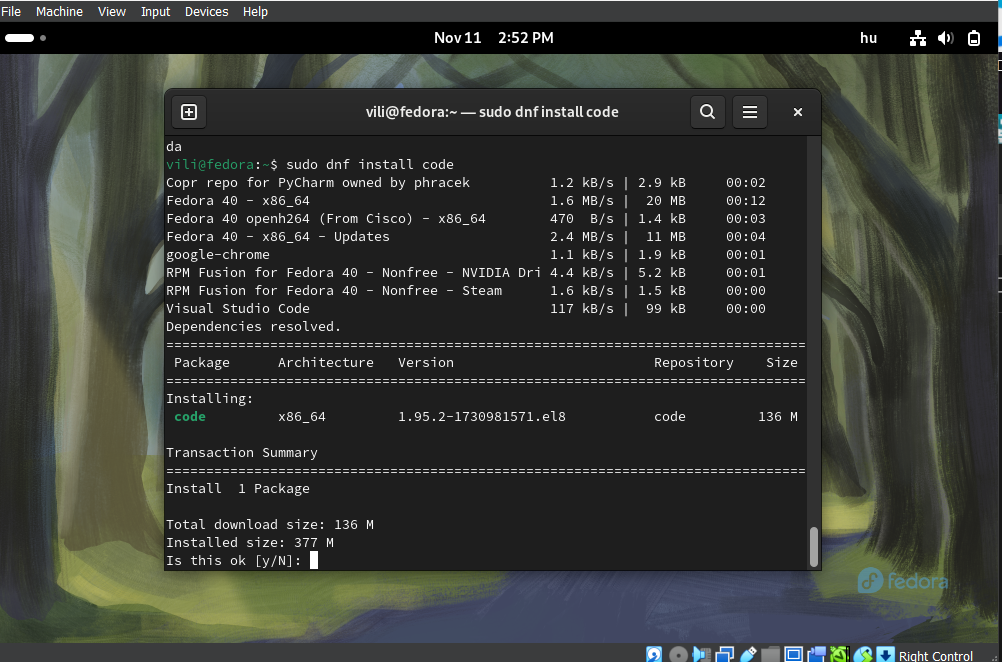 File Machine View Input Devices Help
Nov 11 2:52 PM hu
vili@fedora:~ — sudo dnf install code
da
vili@fedora:~$ sudo dnf install code
Copr repo for PyCharm owned by phracek 1.2 kB/s | 2.9 kB 00:02
Fedora 40 - x86_64 1.6 MB/s | 20 MB 00:12
Fedora 40 openh264 (From Cisco) - x86_64 470 B/s | 1.4 kB 00:03
Fedora 40 - x86_64 - Updates 2.4 MB/s | 11 MB 00:04
google-chrome 1.1 kB/s | 1.9 kB 00:01
RPM Fusion for Fedora 40 - Nonfree - NVIDIA Dri 4.4 kB/s | 5.2 kB 00:01
RPM Fusion for Fedora 40 - Nonfree - Steam 1.6 kB/s | 1.5 kB 00:00
Visual Studio Code 117 kB/s | 99 kB 00:00
Dependencies resolved.
================================================================================
Package Architecture Version Repository Size
================================================================================
Installing:
code x86_64 1.95.2-1730981571.el8 code 136 M
Transaction Summary
================================================================================
Install 1 Package
Total download size: 136 M
Installed size: 377 M
Is this ok [y/N]:
fedora
Right Control